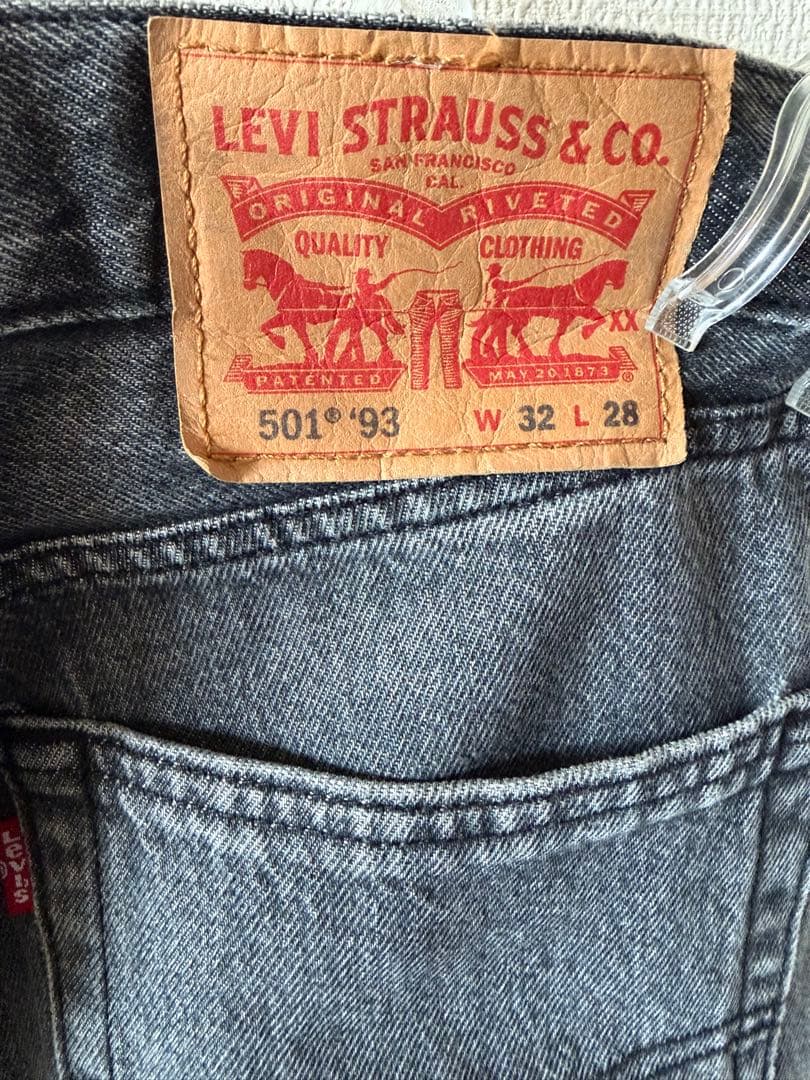 LEVI STRAUSS & CO.
SAN FRANCISCO
CAL.
ORIGINAL RIVETED
QUALITY CLOTHING
XX
PATENTED MAY 20 1873 ®
501® '93 W 32 L 28
LEVI'S
®